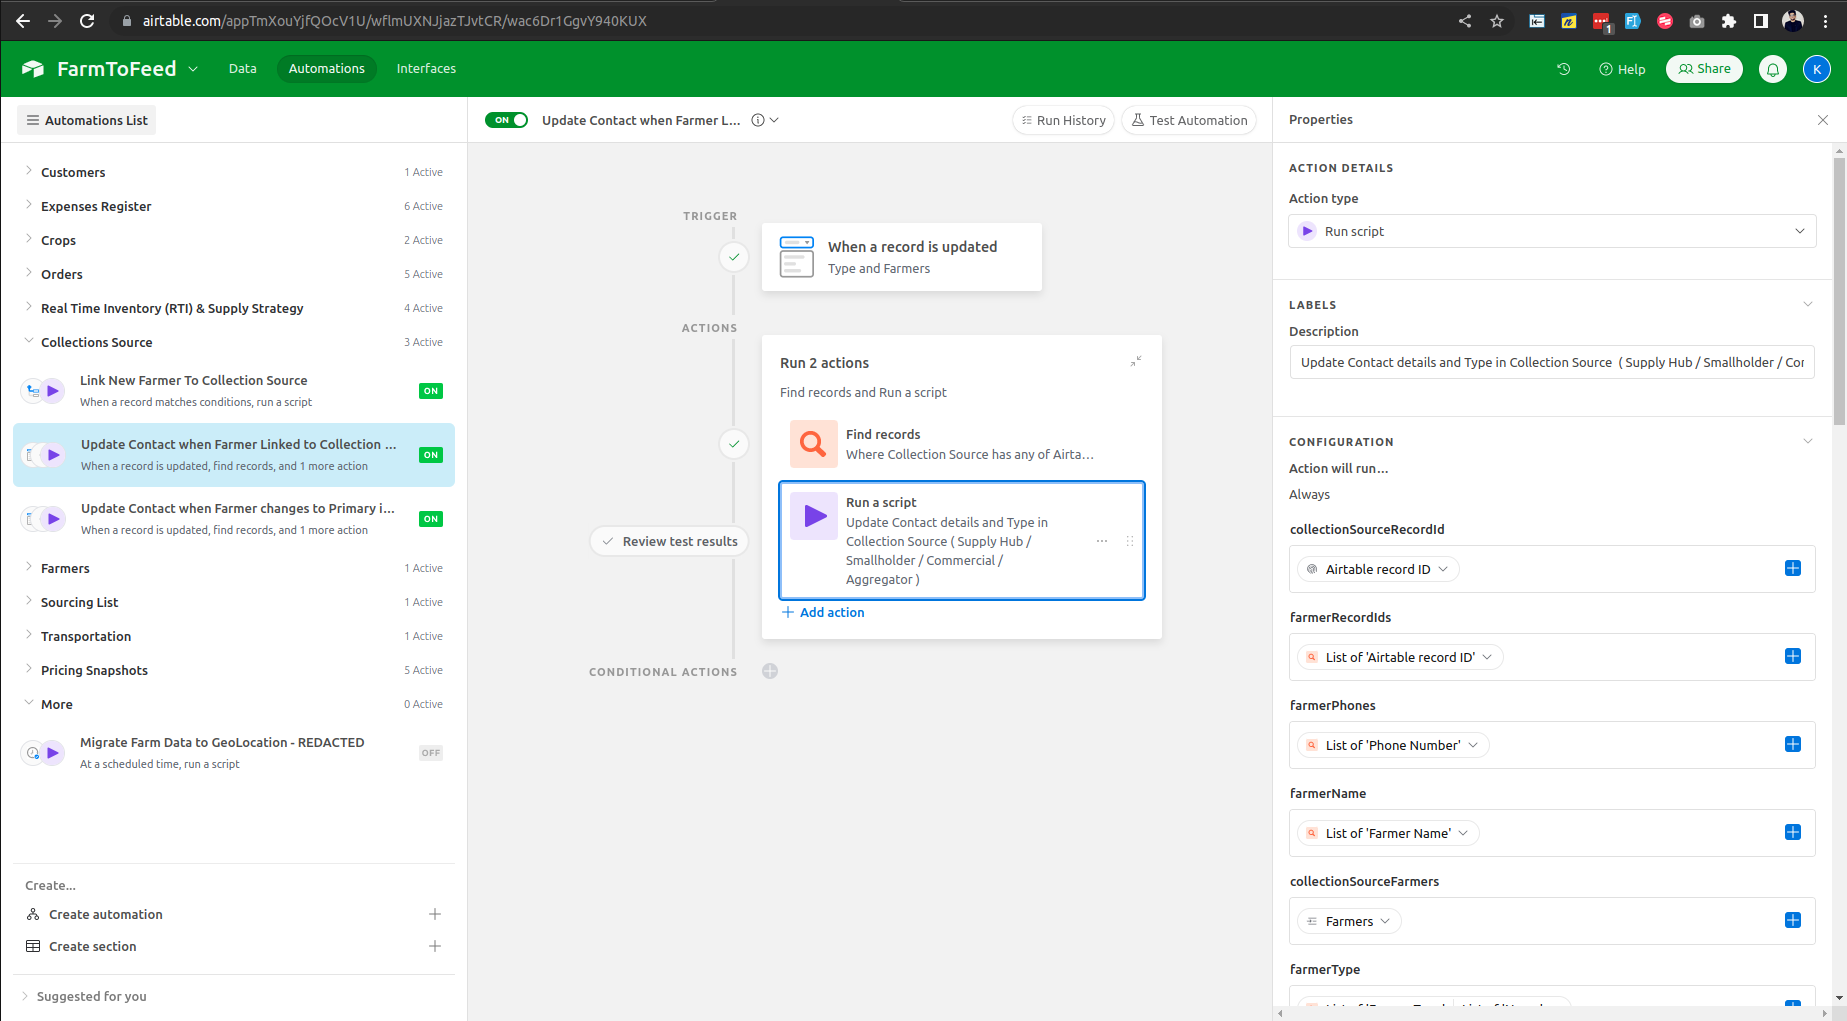 airtable.com/appTmXouYjfQOcV1U/wflmUXNJjazTJvtCR/wac6Dr1GgvY940KUX
1
FarmToFeed
Data
Automations
Interfaces
Help
Share
K
Automations List
ON
Update Contact when Farmer L...
Run History
Test Automation
Properties
Customers
1 Active
Expenses Register
6 Active
Crops
2 Active
Orders
5 Active
Real Time Inventory (RTI) & Supply Strategy
4 Active
Collections Source
3 Active
Link New Farmer To Collection Source
When a record matches conditions, run a script
ON
Update Contact when Farmer Linked to Collection ...
When a record is updated, find records, and 1 more action
ON
Update Contact when Farmer changes to Primary i...
When a record is updated, find records, and 1 more action
ON
Farmers
1 Active
Sourcing List
1 Active
Transportation
1 Active
Pricing Snapshots
5 Active
More
0 Active
Migrate Farm Data to GeoLocation - REDACTED
At a scheduled time, run a script
OFF
Create...
Create automation
Create section
Suggested for you
TRIGGER
When a record is updated
Type and Farmers
ACTIONS
Run 2 actions
Find records and Run a script
Find records
Where Collection Source has any of Airta...
Run a script
Update Contact details and Type in
Collection Source ( Supply Hub /
Smallholder / Commercial /
Aggregator )
Review test results
Add action
CONDITIONAL ACTIONS
ACTION DETAILS
Action type
Run script
LABELS
Description
Update Contact details and Type in Collection Source ( Supply Hub / Smallholder / Cor
CONFIGURATION
Action will run...
Always
collectionSourceRecordId
Airtable record ID
farmerRecordIds
List of 'Airtable record ID'
farmerPhones
List of 'Phone Number'
farmerName
List of 'Farmer Name'
collectionSourceFarmers
Farmers
farmerType